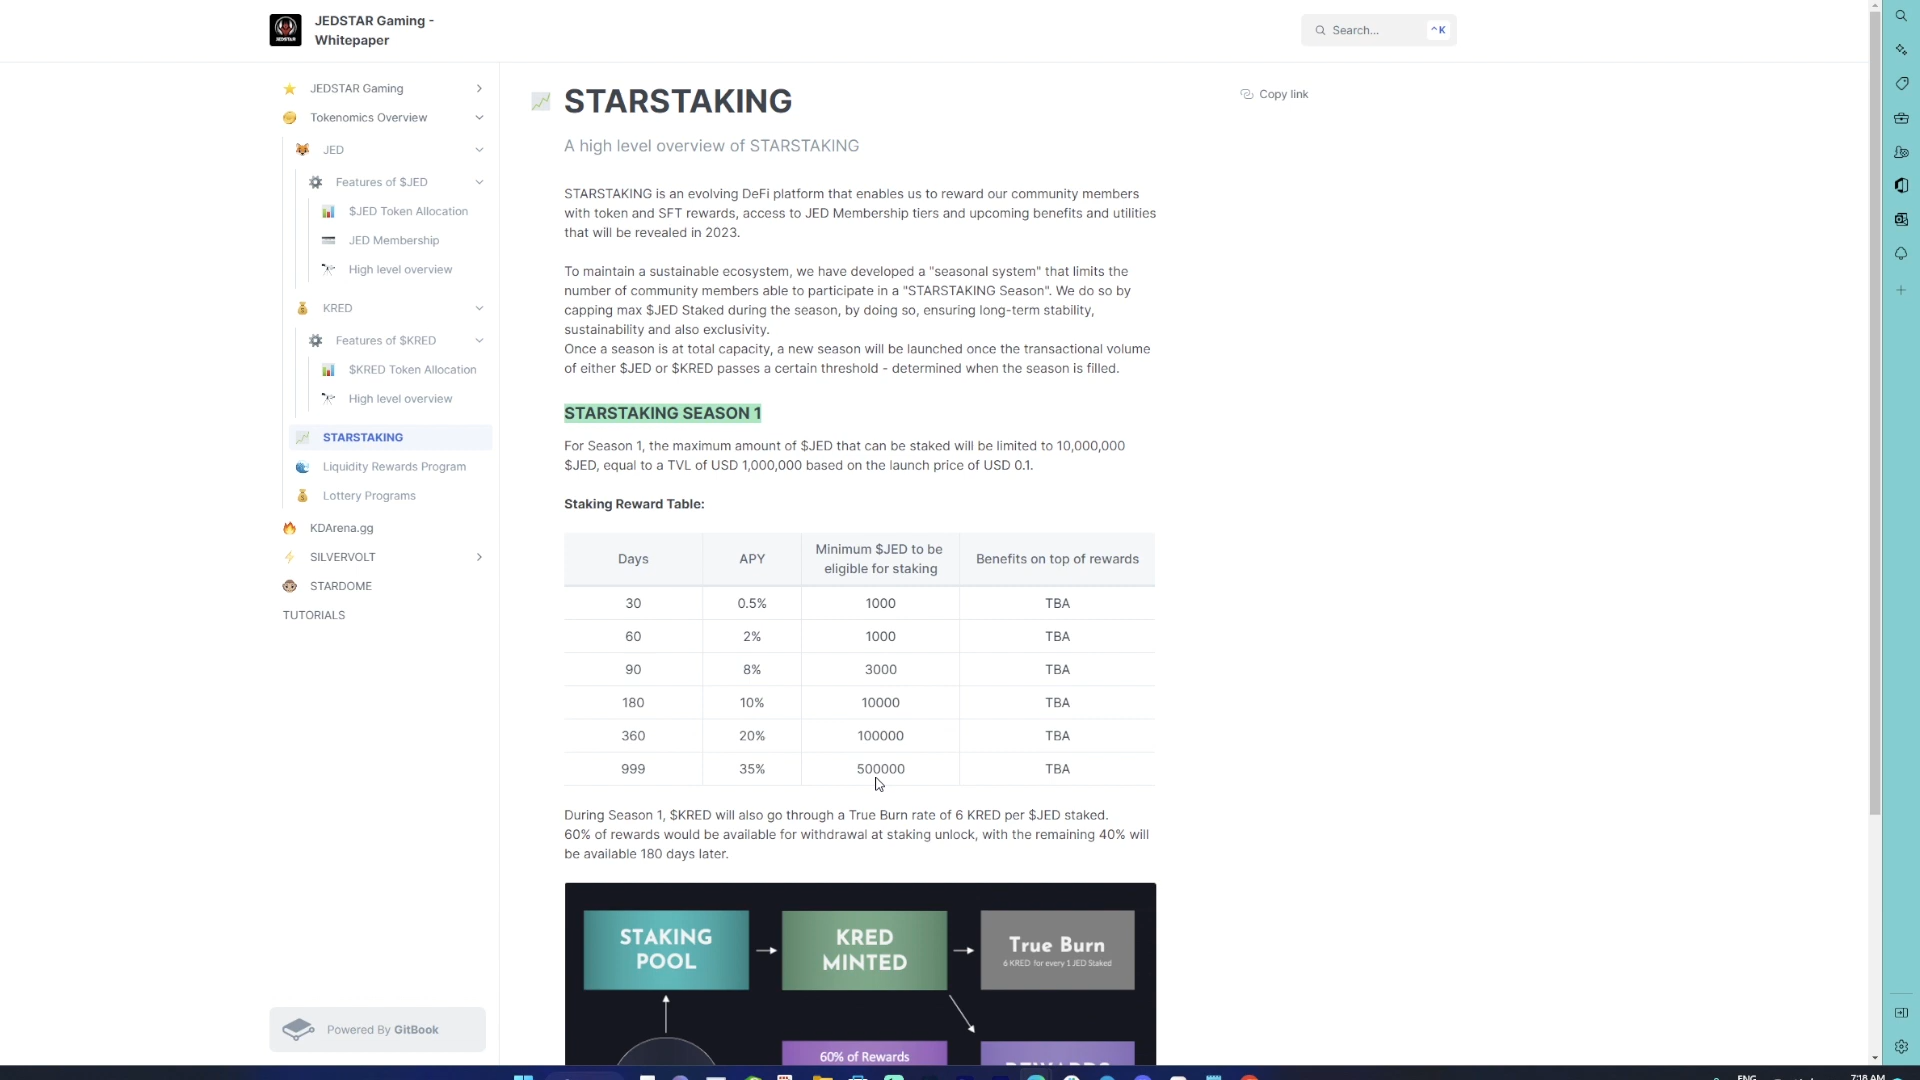 JEDSTAR Gaming -
Whitepaper
Search...
^K
JEDSTAR Gaming
Tokenomics Overview
JED
Features of $JED
$JED Token Allocation
JED Membership
High level overview
KRED
Features of $KRED
$KRED Token Allocation
High level overview
STARSTAKING
Liquidity Rewards Program
Lottery Programs
KDArena.gg
SILVERVOLT
STARDOME
TUTORIALS
Powered By GitBook
STARSTAKING
Copy link
A high level overview of STARSTAKING
STARSTAKING is an evolving DeFi platform that enables us to reward our community members
with token and SFT rewards, access to JED Membership tiers and upcoming benefits and utilities
that will be revealed in 2023.
To maintain a sustainable ecosystem, we have developed a "seasonal system" that limits the
number of community members able to participate in a "STARSTAKING Season". We do so by
capping max $JED Staked during the season, by doing so, ensuring long-term stability,
sustainability and also exclusivity.
Once a season is at total capacity, a new season will be launched once the transactional volume
of either $JED or $KRED passes a certain threshold - determined when the season is filled.
STARSTAKING SEASON 1
For Season 1, the maximum amount of $JED that can be staked will be limited to 10,000,000
$JED, equal to a TVL of USD 1,000,000 based on the launch price of USD 0.1.
Staking Reward Table:
Days APY Minimum $JED to be eligible for staking Benefits on top of rewards
30 0.5% 1000 TBA
60 2% 1000 TBA
90 8% 3000 TBA
180 10% 10000 TBA
360 20% 100000 TBA
999 35% 500000 TBA
During Season 1, $KRED will also go through a True Burn rate of 6 KRED per $JED staked.
60% of rewards would be available for withdrawal at staking unlock, with the remaining 40% will
be available 180 days later.
STAKING
POOL
KRED
MINTED
True Burn
6 KRED for every 1 JED Staked
60% of Rewards
REWARDS
ENG
7:18 AM